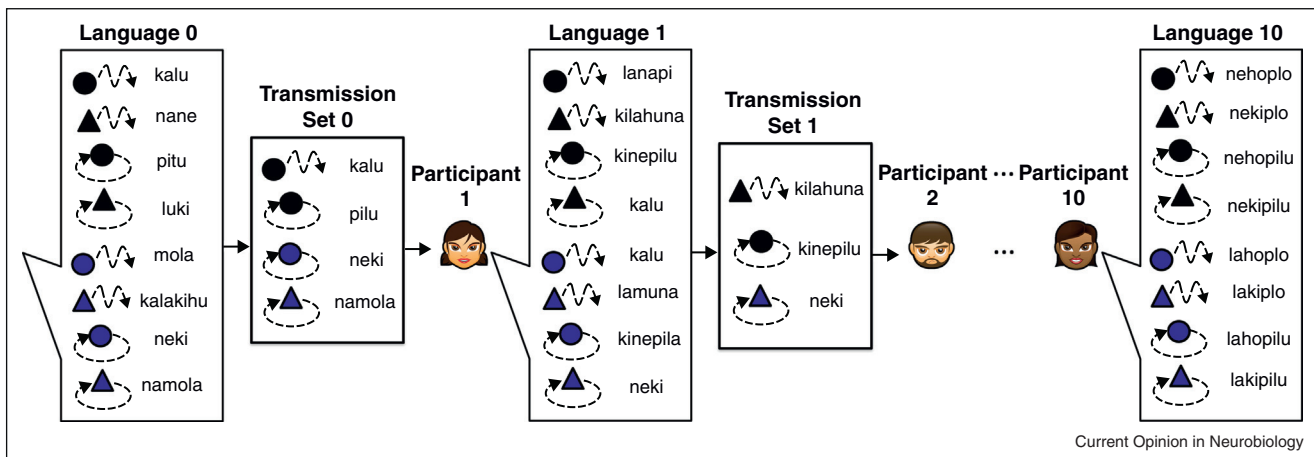 Language 0
kalu
nane
pitu
luki
mola
kalakihu
neki
namola
Transmission
Set 0
kalu
pilu
neki
namola
Participant
1
Language 1
lanapi
kilahuna
kinepilu
kalu
kalu
lamuna
kinepila
neki
Transmission
Set 1
kilahuna
kinepilu
neki
Participant ... Participant
2
10
...
Language 10
nehoplo
nekiplo
nehopilu
nekipilu
lahoplo
lakiplo
lahopilu
lakipilu
Current Opinion in Neurobiology